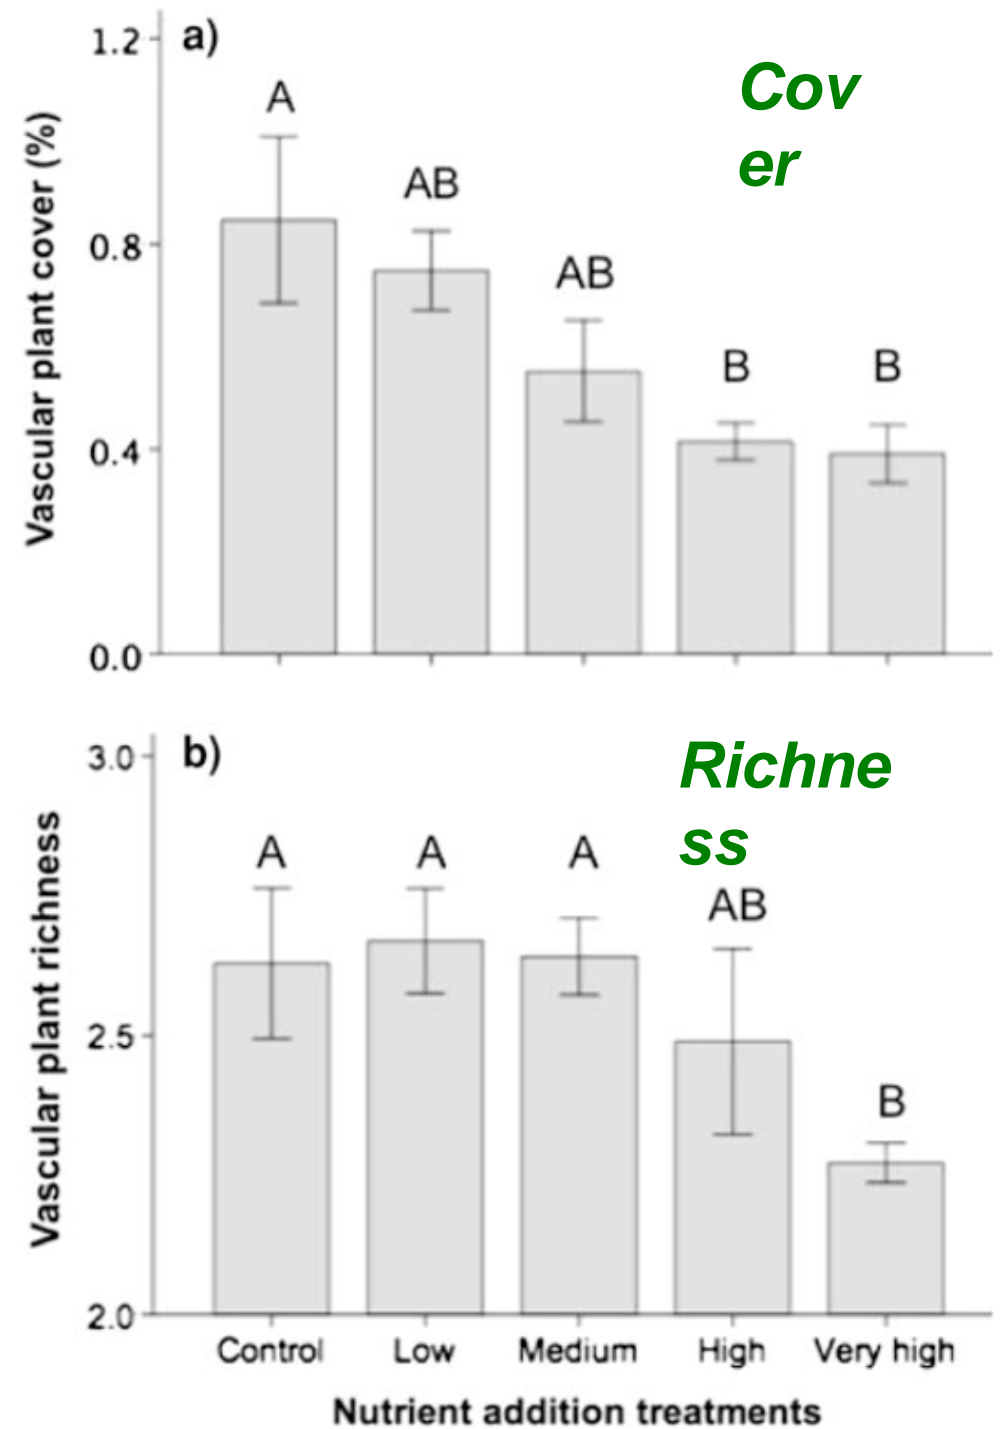 a)
Cov
er
1.2
0.8
0.4
0.0
Vascular plant cover (%)
A
AB
AB
B
B
b)
Richne
ss
3.0
2.5
2.0
Vascular plant richness
A
A
A
AB
B
Control Low Medium High Very high
Nutrient addition treatments